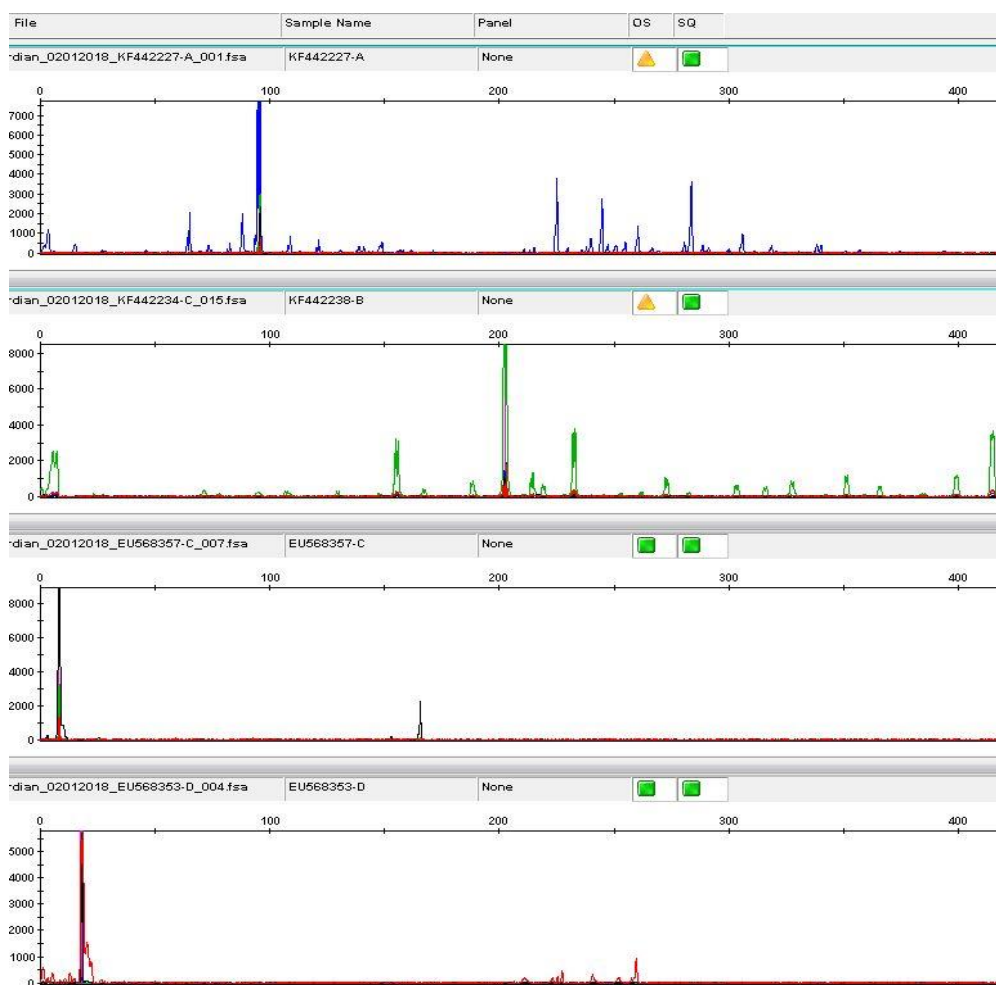 File Sample Name Panel OS SQ
rdian_02012018_KF442227-A_001.fsa KF442227-A None
0 100 200 300 400
7000
6000
5000
4000
3000
2000
1000
0
rdian_02012018_KF442234-C_015.fsa KF442238-B None
0 100 200 300 400
8000
6000
4000
2000
0
rdian_02012018_EU568357-C_007.fsa EU568357-C None
0 100 200 300 400
8000
6000
4000
2000
0
rdian_02012018_EU568353-D_004.fsa EU568353-D None
0 100 200 300 400
5000
4000
3000
2000
1000
0